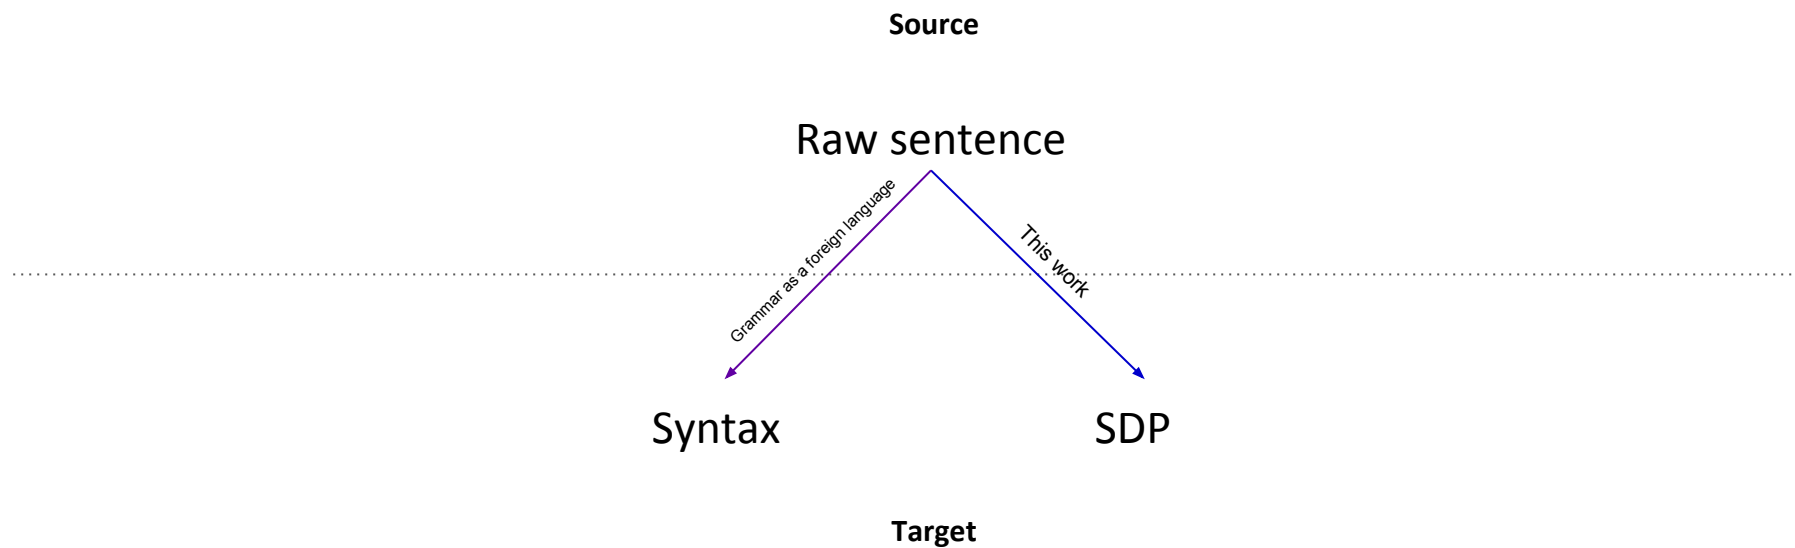 Source
Raw sentence
Grammar as a foreign language
This work
Syntax
SDP
Target